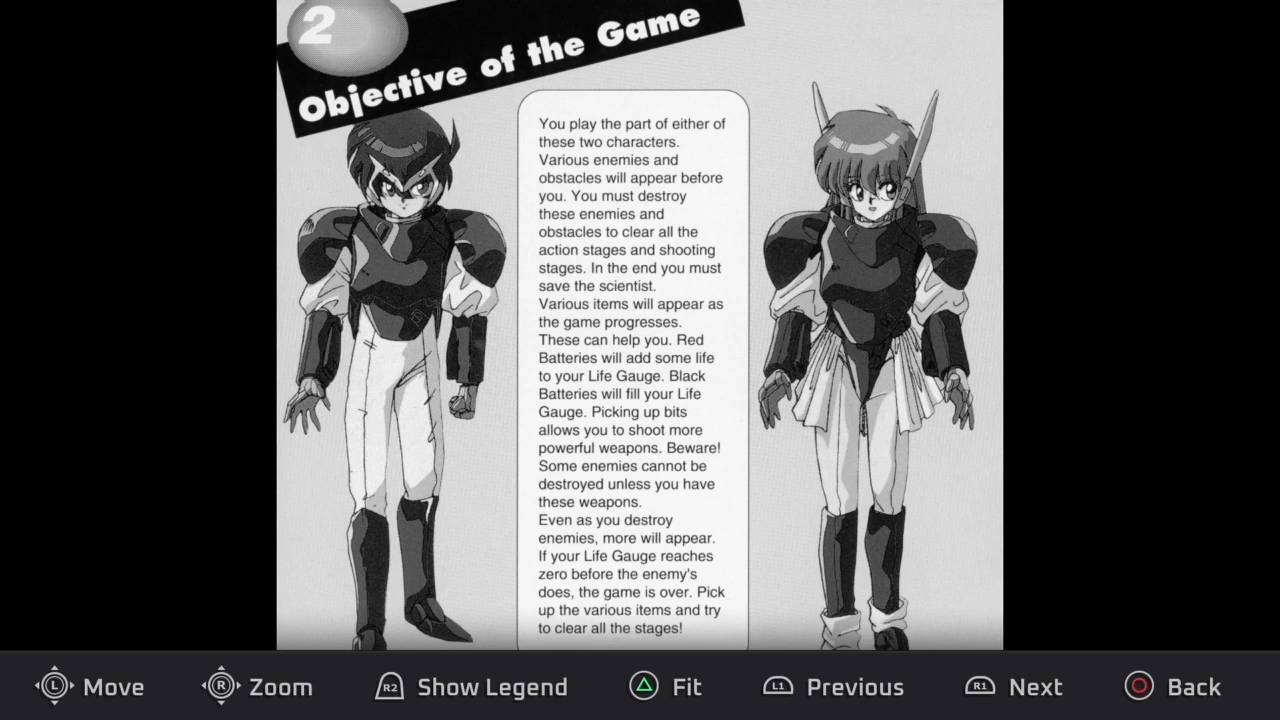 2
Objective of the Game
You play the part of either of
these two characters.
Various enemies and
obstacles will appear before
you. You must destroy
these enemies and
obstacles to clear all the
action stages and shooting
stages. In the end you must
save the scientist.
Various items will appear as
the game progresses.
These can help you. Red
Batteries will add some life
to your Life Gauge. Black
Batteries will fill your Life
Gauge. Picking up bits
allows you to shoot more
powerful weapons. Beware!
Some enemies cannot be
destroyed unless you have
these weapons.
Even as you destroy
enemies, more will appear.
If your Life Gauge reaches
zero before the enemy's
does, the game is over. Pick
up the various items and try
to clear all the stages!
L Move R Zoom R2 Show Legend Fit L1 Previous R1 Next Back